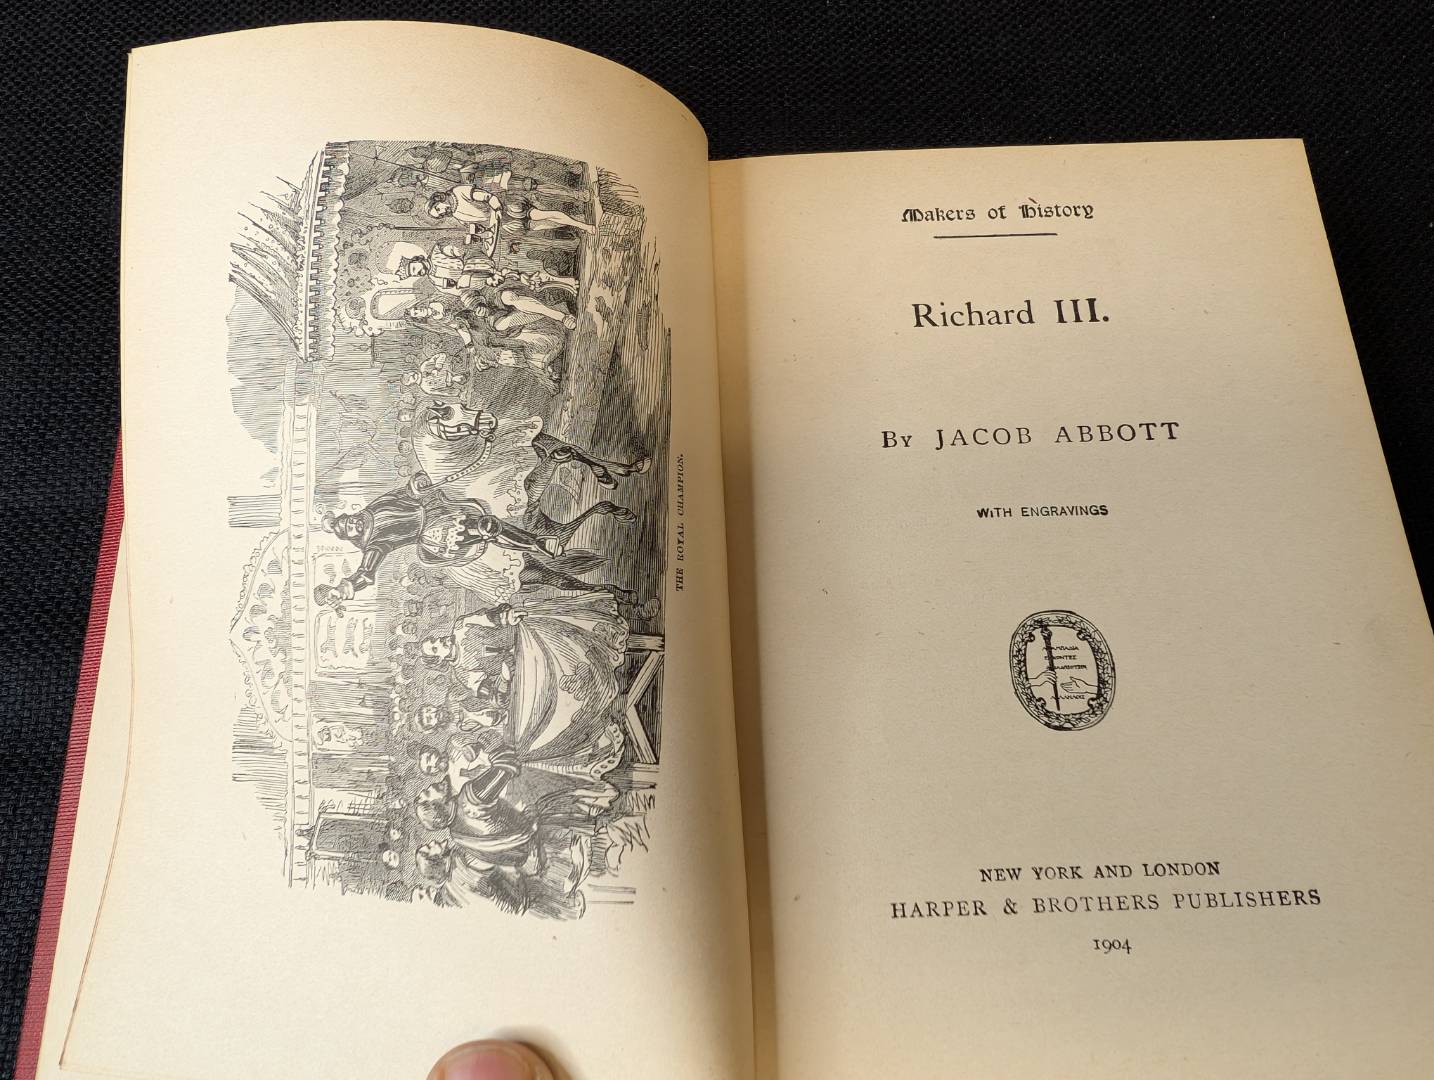 THE ROYAL CHAMPION.
Makers of History
Richard III.
By JACOB ABBOTT
WITH ENGRAVINGS
NEW YORK AND LONDON
HARPER & BROTHERS PUBLISHERS
1904